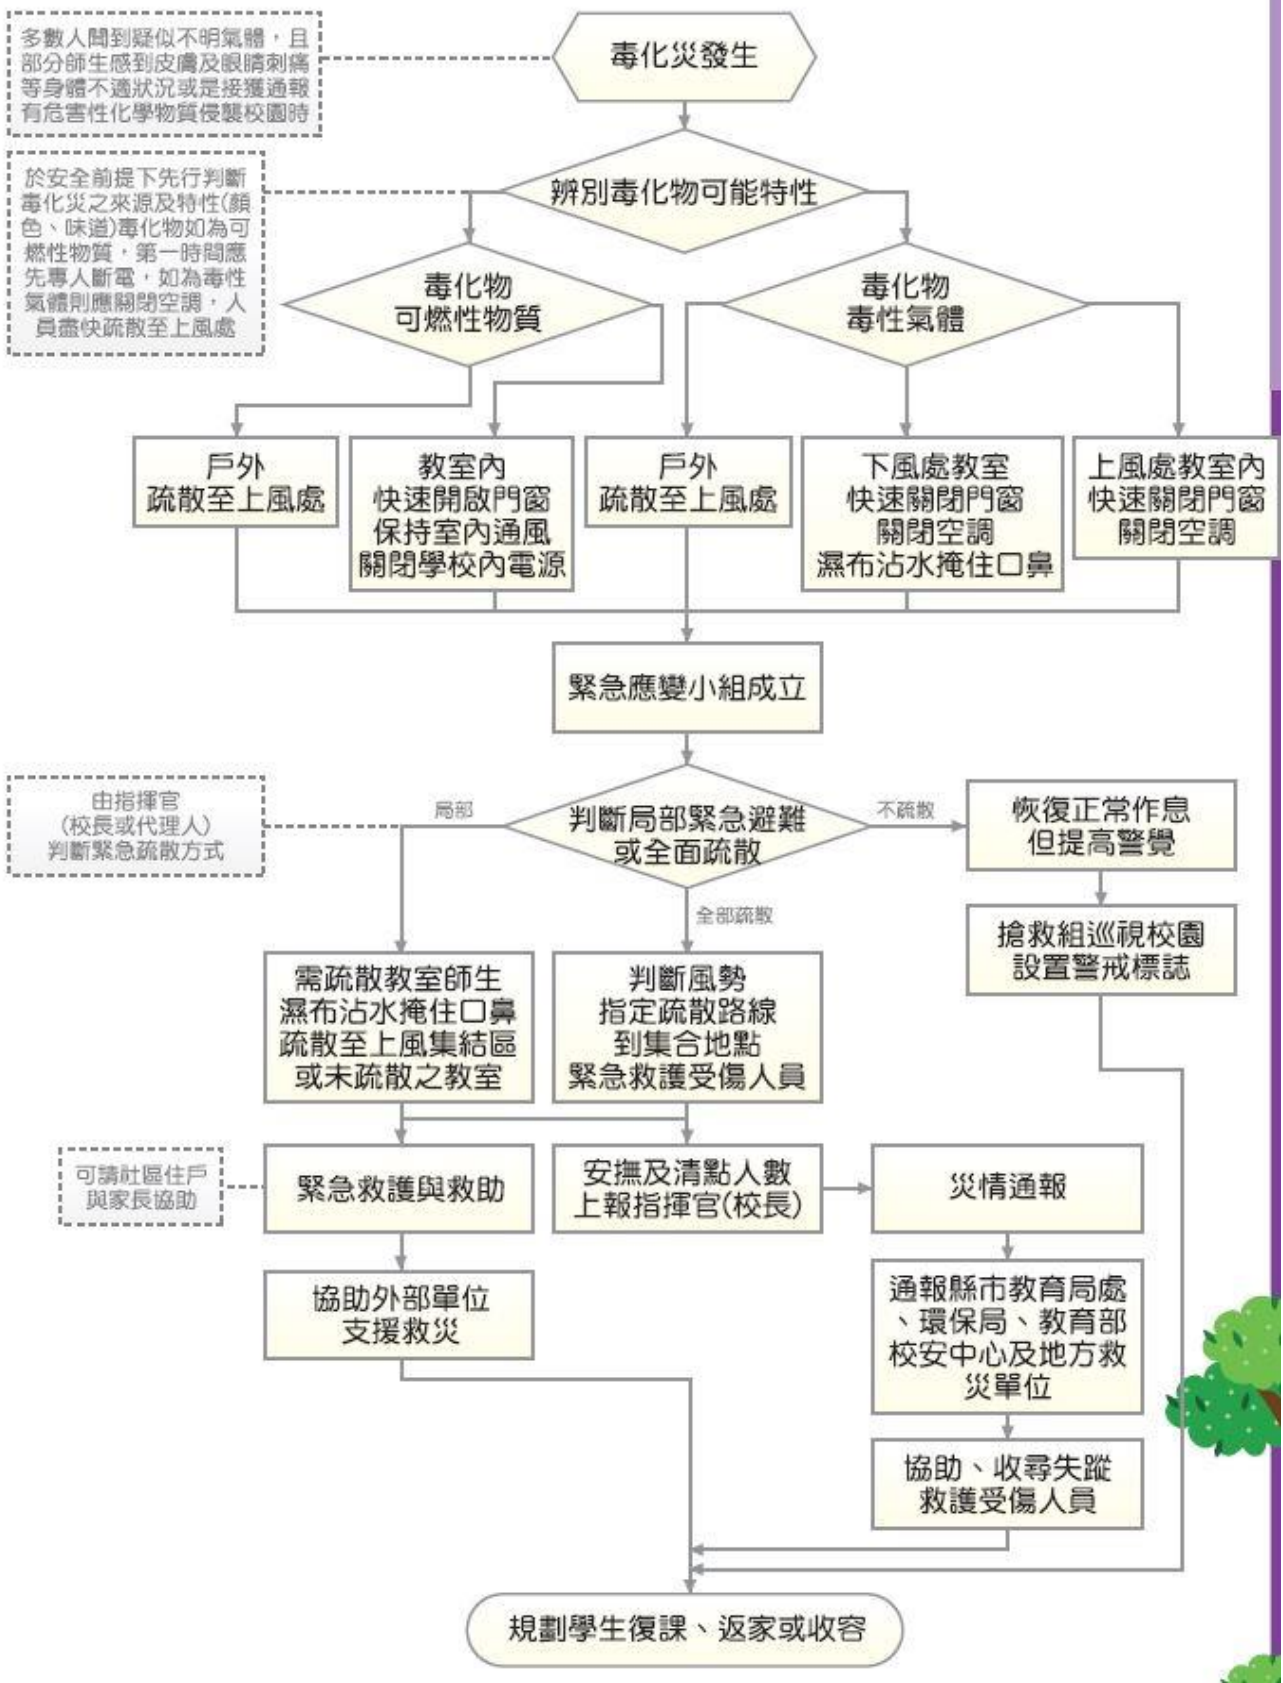 多數人聞到疑似不明氣體，且
部分師生感到皮膚及眼睛刺痛
等身體不適狀況或是接獲通報
有危害性化學物質侵襲校園時
毒化災發生
於安全前提下先行判斷
毒化災之來源及特性(顏
色、味道)毒化物如為可
燃性物質，第一時間應
先專人斷電，如為毒性
氣體則應關閉空調，人
員盡快疏散至上風處
辨別毒化物可能特性
毒化物
可燃性物質
毒化物
毒性氣體
戶外
疏散至上風處
教室內
快速開啟門窗
保持室內通風
關閉學校內電源
戶外
疏散至上風處
下風處教室
快速關閉門窗
關閉空調
濕布沾水掩住口鼻
上風處教室內
快速關閉門窗
關閉空調
緊急應變小組成立
由指揮官
(校長或代理人)
判斷緊急疏散方式
局部
判斷局部緊急避難
或全面疏散
不疏散
恢復正常作息
但提高警覺
全部疏散
搶救組巡視校園
設置警戒標誌
需疏散教室師生
濕布沾水掩住口鼻
疏散至上風集結區
或未疏散之教室
判斷風勢
指定疏散路線
到集合地點
緊急救護受傷人員
可請社區住戶
與家長協助
緊急救護與救助
安撫及清點人數
上報指揮官(校長)
災情通報
協助外部單位
支援救災
通報縣市教育局處
、環保局、教育部
校安中心及地方救
災單位
協助、收尋失蹤
救護受傷人員
規劃學生復課、返家或收容